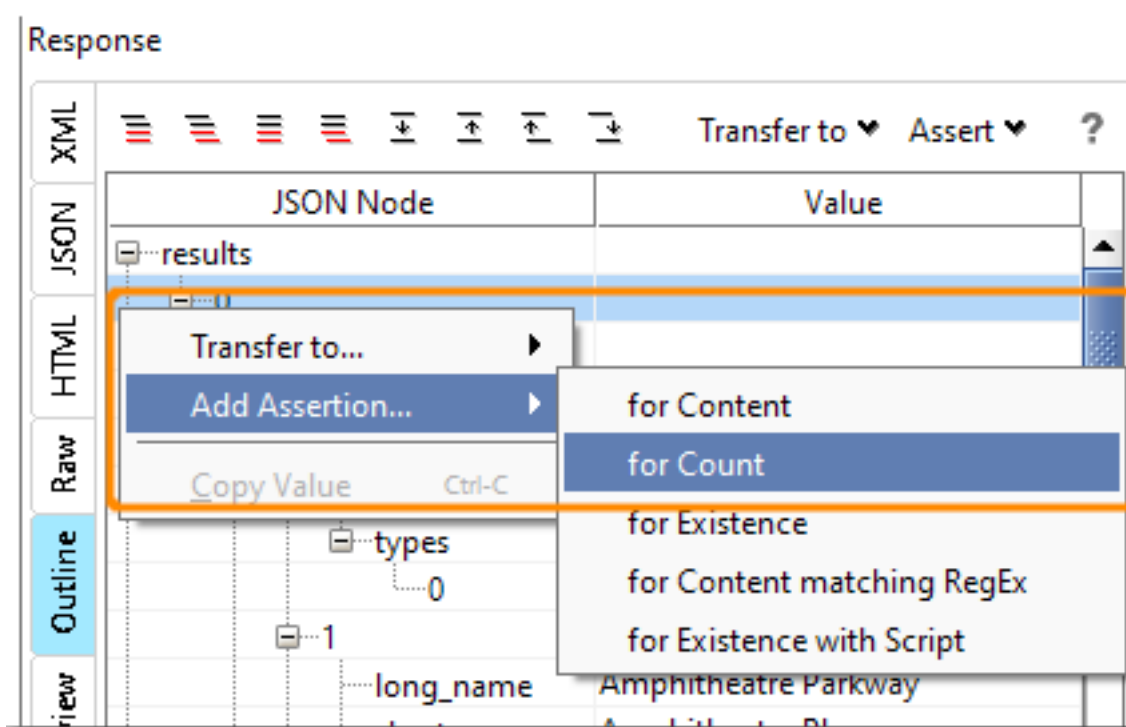 Response
XML
JSON
HTML
Raw
Outline
Transfer to Assert ?
JSON Node Value
results
0
Transfer to...
Add Assertion...
Copy Value Ctrl-C
for Content
for Count
for Existence
for Content matching RegEx
for Existence with Script
types
0
1
long_name Amphitheatre Parkway